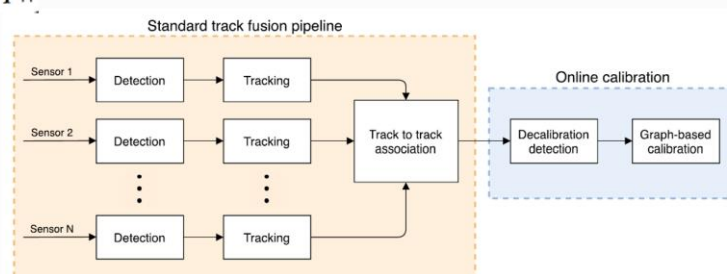 Standard track fusion pipeline
Sensor 1
Detection
Tracking
Sensor 2
Detection
Tracking
Track to track
association
Sensor N
Detection
Tracking
Online calibration
Decalibration
detection
Graph-based
calibration